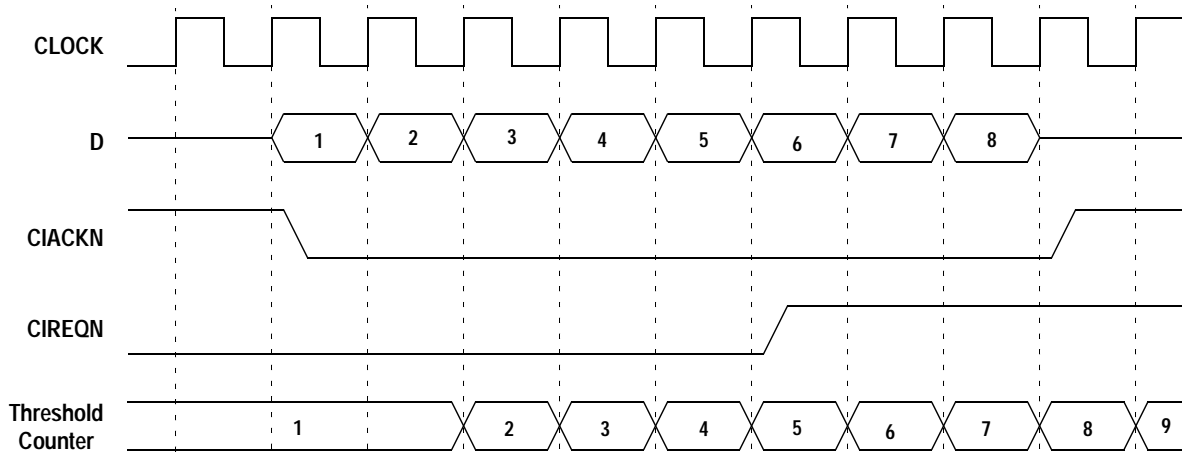 CLOCK
D
1 2 3 4 5 6 7 8
CIACKN
CIREQN
Threshold
Counter
1 2 3 4 5 6 7 8 9